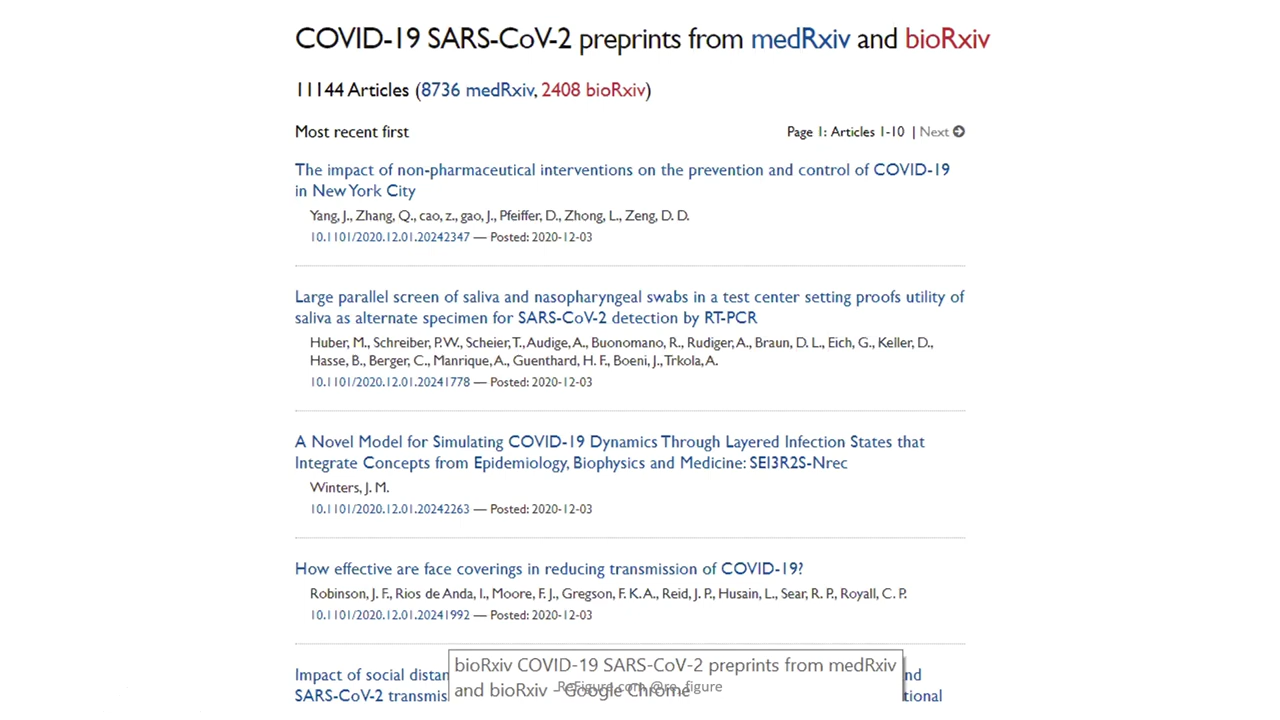 COVID-19 SARS-CoV-2 preprints from medRxiv and bioRxiv
11144 Articles (8736 medRxiv, 2408 bioRxiv)
Most recent first
Page 1: Articles 1-10 | Next
The impact of non-pharmaceutical interventions on the prevention and control of COVID-19
in New York City
Yang, J., Zhang, Q., cao, z., gao, J., Pfeiffer, D., Zhong, L., Zeng, D. D.
10.1101/2020.12.01.20242347 — Posted: 2020-12-03
Large parallel screen of saliva and nasopharyngeal swabs in a test center setting proofs utility of
saliva as alternate specimen for SARS-CoV-2 detection by RT-PCR
Huber, M., Schreiber, P. W., Scheier, T., Audige, A., Buonomano, R., Rudiger, A., Braun, D. L., Eich, G., Keller, D.,
Hasse, B., Berger, C., Manrique, A., Guenthard, H. F., Boeni, J., Trkola, A.
10.1101/2020.12.01.20241778 — Posted: 2020-12-03
A Novel Model for Simulating COVID-19 Dynamics Through Layered Infection States that
Integrate Concepts from Epidemiology, Biophysics and Medicine: SEI3R2S-Nrec
Winters, J. M.
10.1101/2020.12.01.20242263 — Posted: 2020-12-03
How effective are face coverings in reducing transmission of COVID-19?
Robinson, J. F., Rios de Anda, I., Moore, F. J., Gregson, F. K. A., Reid, J. P., Husain, L., Sear, R. P., Royall, C. P.
10.1101/2020.12.01.20241992 — Posted: 2020-12-03
Impact of social
SARS-CoV-2
bioRxiv COVID-19 SARS-CoV-2 preprints from medRxiv
and bioRxiv - Google Chrome
ReFigure.com @re_figure